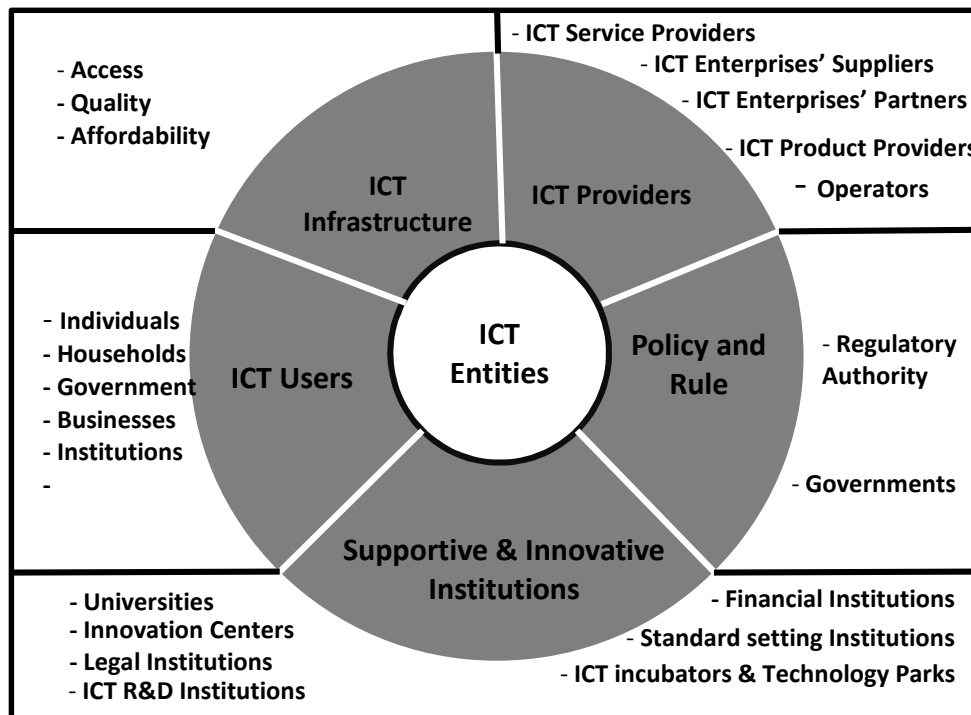 - ICT Service Providers
- ICT Enterprises’ Suppliers
- ICT Enterprises’ Partners
- ICT Product Providers
- Operators
- Access
- Quality
- Affordability
ICT
Infrastructure
ICT Providers
- Individuals
- Households
- Government
- Businesses
- Institutions
-
ICT Users
ICT
Entities
Policy and
Rule
- Regulatory
Authority
- Governments
Supportive & Innovative
Institutions
- Universities
- Innovation Centers
- Legal Institutions
- ICT R&D Institutions
- Financial Institutions
- Standard setting Institutions
- ICT incubators & Technology Parks